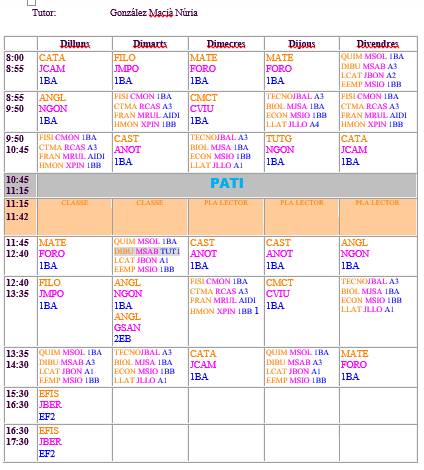 Tutor: González Macià Núria
Dilluns Dimarts Dimecres Dijous Divendres
8:00 CATA FILO MATE MATE QUIM MSOL 1BA
8:55 JCAM JMPO FORO FORO DIBU MSAB A3
1BA 1BA 1BA 1BA LCAT JBON A2
EEMP MSIO 1BB
8:55 ANGL FISI CMON 1BA CMCT TECNOJBAL A3 FISI CMON 1BA
9:50 NGON CTMA RCAS A3 CVIU BIOL MJSA 1BA CTMA RCAS A3
1BA FRAN MRUL AIDI 1BA ECON MSIO 1BB FRAN MRUL AIDI
HMON XPIN 1BB LLAT JLLO A4 HMON XPIN 1BB
9:50 FISI CMON 1BA CAST TECNOJBAL A3 TUTG CATA
10:45 CTMA RCAS A3 ANOT BIOL MJSA 1BA NGON JCAM
FRAN MRUL AIDI 1BA ECON MSIO 1BB 1BA 1BA
HMON XPIN 1BB LLAT JLLO A1
10:45 PATI
11:15
11:15 CLASSE CLASSE PLA LECTOR PLA LECTOR PLA LECTOR
11:42
11:45 MATE QUIM MSOL 1BA CAST CAST ANGL
12:40 FORO DIBU MSAB TUT1 ANOT ANOT NGON
1BA LCAT JBON A1 1BA 1BA 1BA
EEMP MSIO 1BB
12:40 FILO ANGL FISI CMON 1BA CMCT TECNOJBAL A3
13:35 JMPO NGON CTMA RCAS A3 CVIU BIOL MJSA 1BA
1BA 1BA FRAN MRUL AIDI 1BA ECON MSIO 1BB
ANGL HMON XPIN 1BB 1 LLAT JLLO A1
GSAN
2EB
13:35 QUIM MSOL 1BA TECNOJBAL A3 CATA QUIM MSOL 1BA MATE
14:30 DIBU MSAB A3 BIOL MJSA 1BA JCAM DIBU MSAB A3 FORO
LCAT JBON A1 ECON MSIO 1BB 1BA LCAT JBON A1 1BA
EEMP MSIO 1BB LLAT JLLO A1 EEMP MSIO 1BB
15:30 EFIS
16:30 JBER
EF2
16:30 EFIS
17:30 JBER
EF2